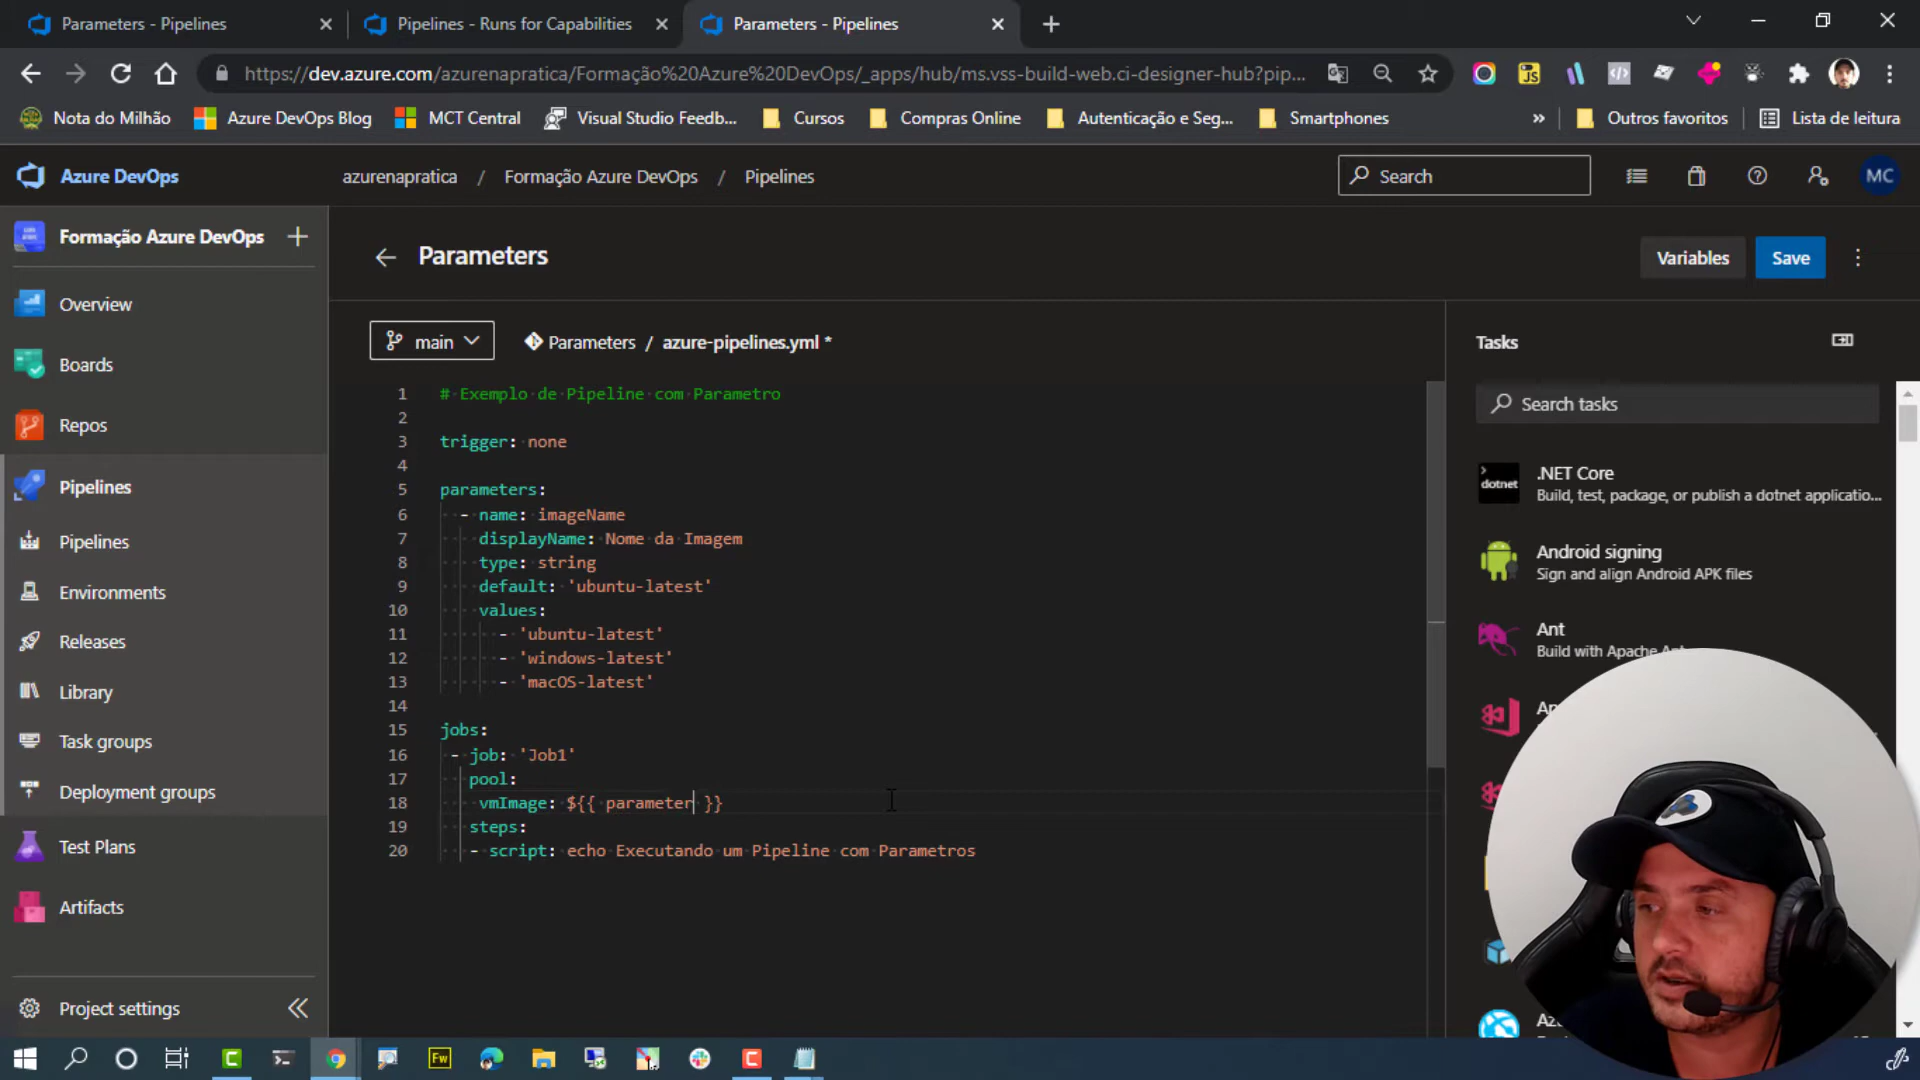 Parameters - Pipelines
Pipelines - Runs for Capabilities
Parameters - Pipelines
https://dev.azure.com/azurenapratica/Formação%20Azure%20DevOps/_apps/hub/ms.vss-build-web.ci-designer-hub?pip...
Nota do Milhão
Azure DevOps Blog
MCT Central
Visual Studio Feedb...
Cursos
Compras Online
Autenticação e Seg...
Smartphones
»
Outros favoritos
Lista de leitura
Azure DevOps
azurenapratica / Formação Azure DevOps / Pipelines
Search
MC
Formação Azure DevOps
Overview
Boards
Repos
Pipelines
Pipelines
Environments
Releases
Library
Task groups
Deployment groups
Test Plans
Artifacts
Project settings
Parameters
Variables
Save
main
Parameters / azure-pipelines.yml *
1 # Exemplo de Pipeline com Parametro
2
3 trigger: none
4
5 parameters:
6 - name: imageName
7 displayName: Nome da Imagem
8 type: string
9 default: 'ubuntu-latest'
10 values:
11 - 'ubuntu-latest'
12 - 'windows-latest'
13 - 'macOS-latest'
14
15 jobs:
16 - job: 'Job1'
17 pool:
18 vmImage: ${{ parameter }}
19 steps:
20 - script: echo Executando um Pipeline com Parametros
Tasks
Search tasks
dotnet
.NET Core
Build, test, package, or publish a dotnet applicatio...
Android signing
Sign and align Android APK files
Ant
Build with Apache
Fw